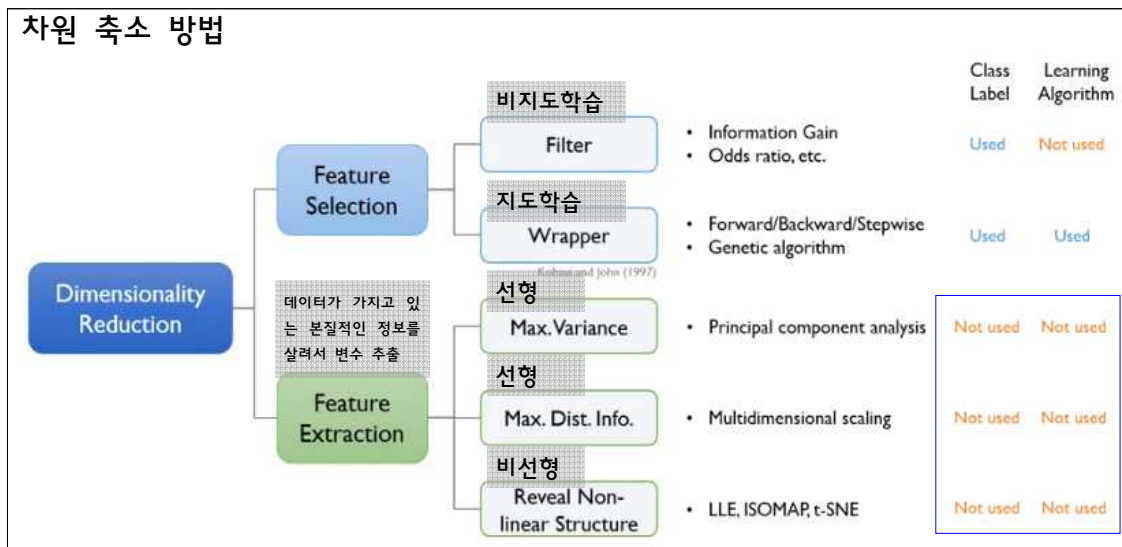 차원 축소 방법
Class
Label
Learning
Algorithm
비지도학습
Filter
• Information Gain
• Odds ratio, etc.
Used
Not used
Feature
Selection
지도학습
Wrapper
• Forward/Backward/Stepwise
• Genetic algorithm
Used
Used
Kohavi and John (1997)
Dimensionality
Reduction
데이터가 가지고 있
는 본질적인 정보를
살려서 변수 추출
선형
Max. Variance
• Principal component analysis
Not used
Not used
Feature
Extraction
선형
Max. Dist. Info.
• Multidimensional scaling
Not used
Not used
비선형
Reveal Non-
linear Structure
• LLE, ISOMAP, t-SNE
Not used
Not used